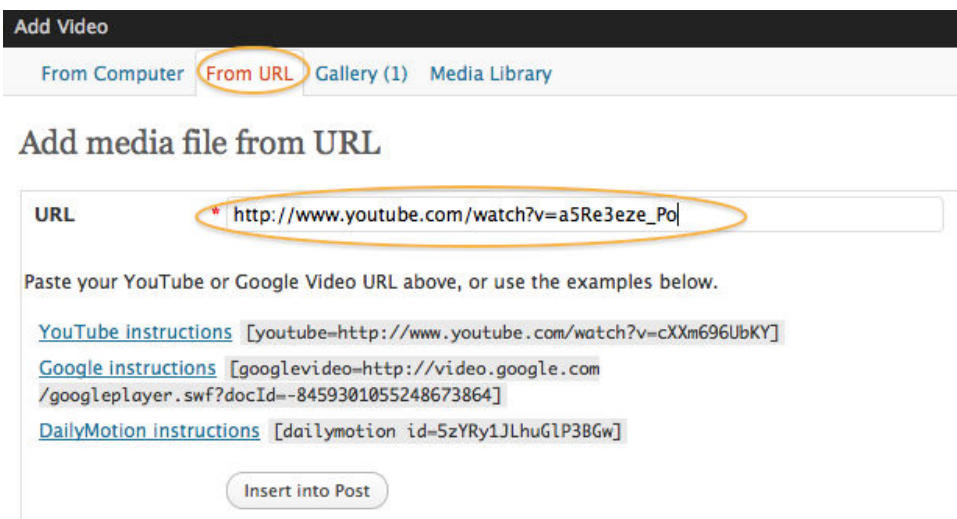 Add Video
From Computer From URL Gallery (1) Media Library
Add media file from URL
URL * http://www.youtube.com/watch?v=a5Re3eze_Po
Paste your YouTube or Google Video URL above, or use the examples below.
YouTube instructions [youtube=http://www.youtube.com/watch?v=cXXm696UbKY]
Google instructions [googlevideo=http://video.google.com
/googleplayer.swf?docId=-8459301055248673864]
DailyMotion instructions [dailymotion id=5zYRy1JLhuGlP3BGw]
Insert into Post